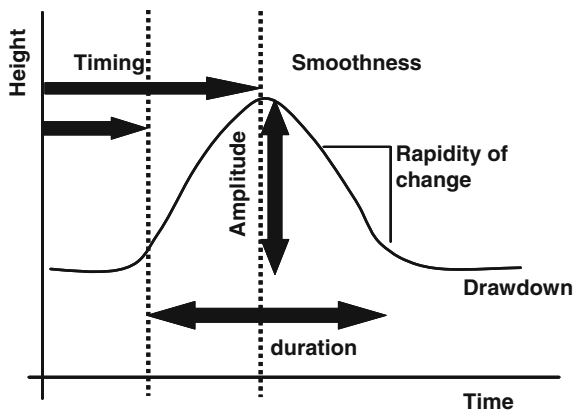 Height
Timing
Smoothness
Amplitude
Rapidity of
change
Drawdown
duration
Time